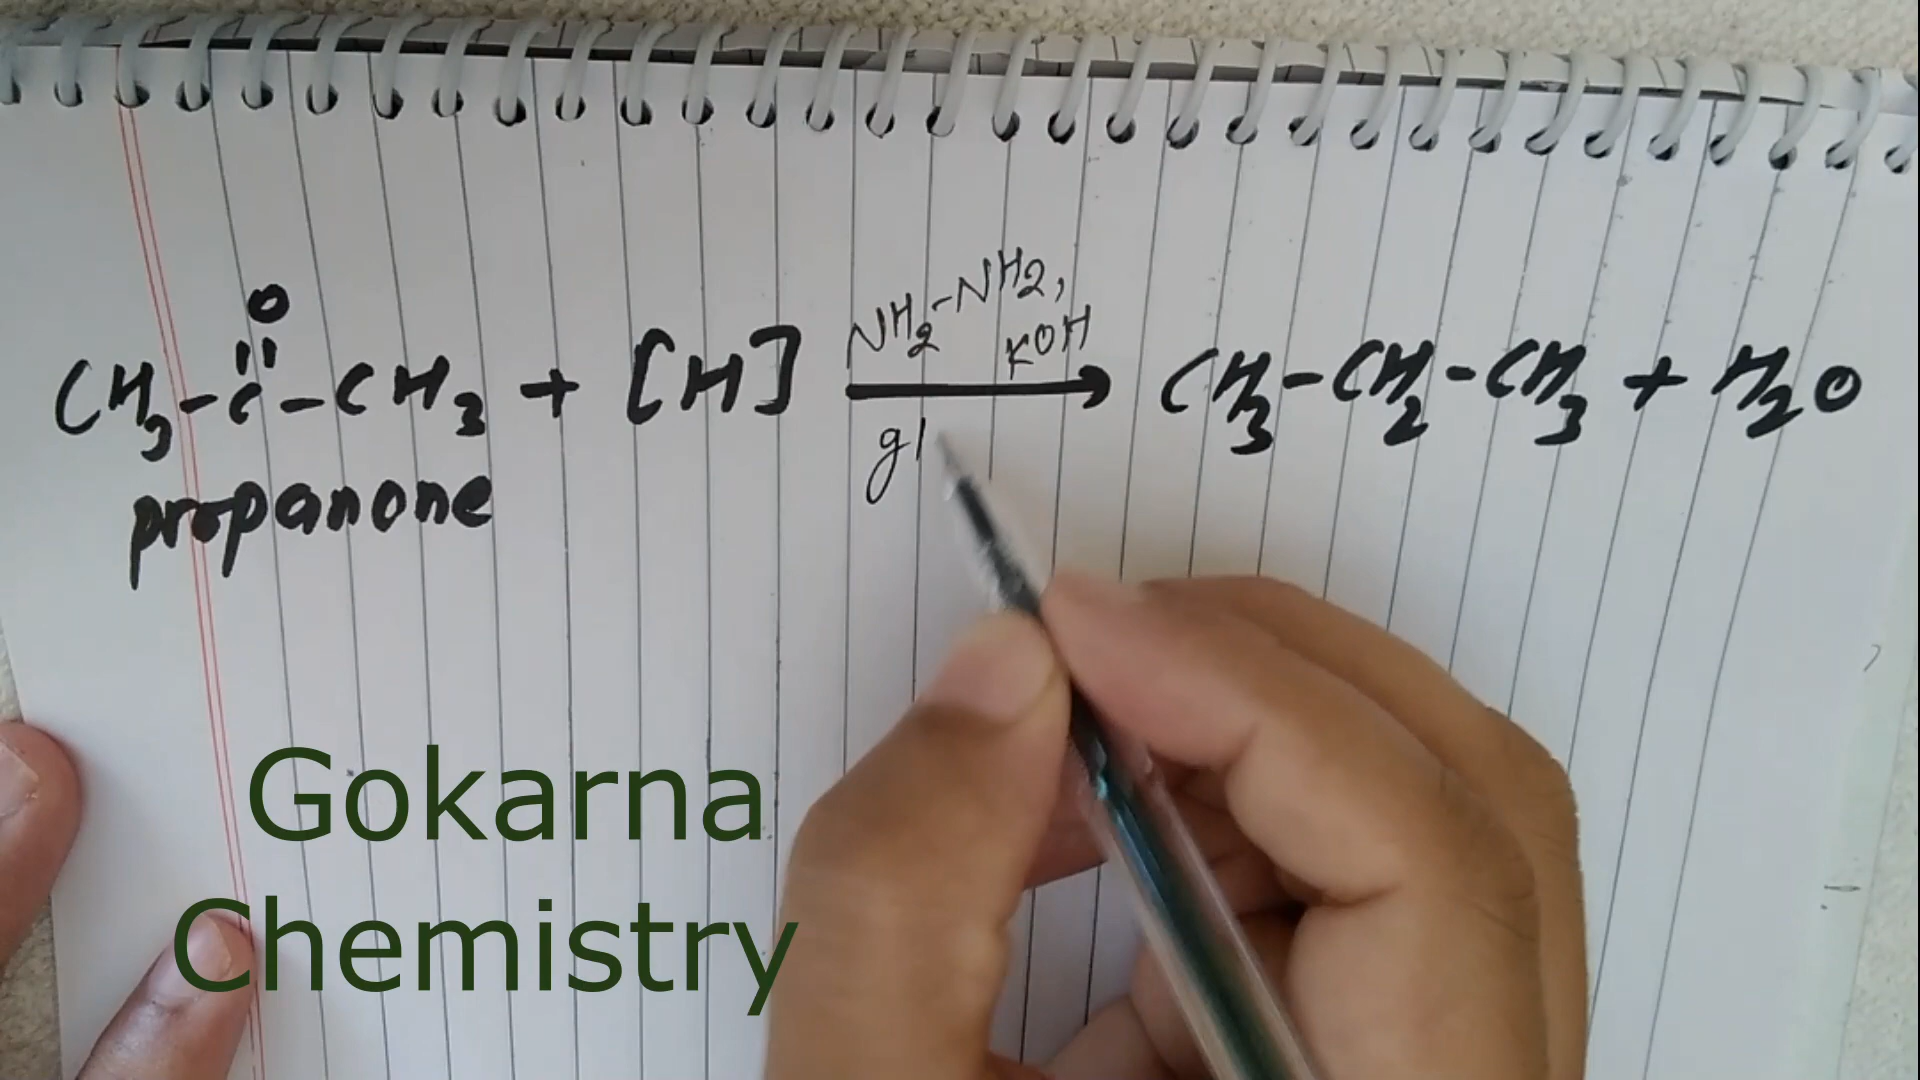 O
CH3-C-CH3 + [H] NH2-NH2, KOH → CH3-CH2-CH3 + H2O
gl
propanone
Gokarna
Chemistry